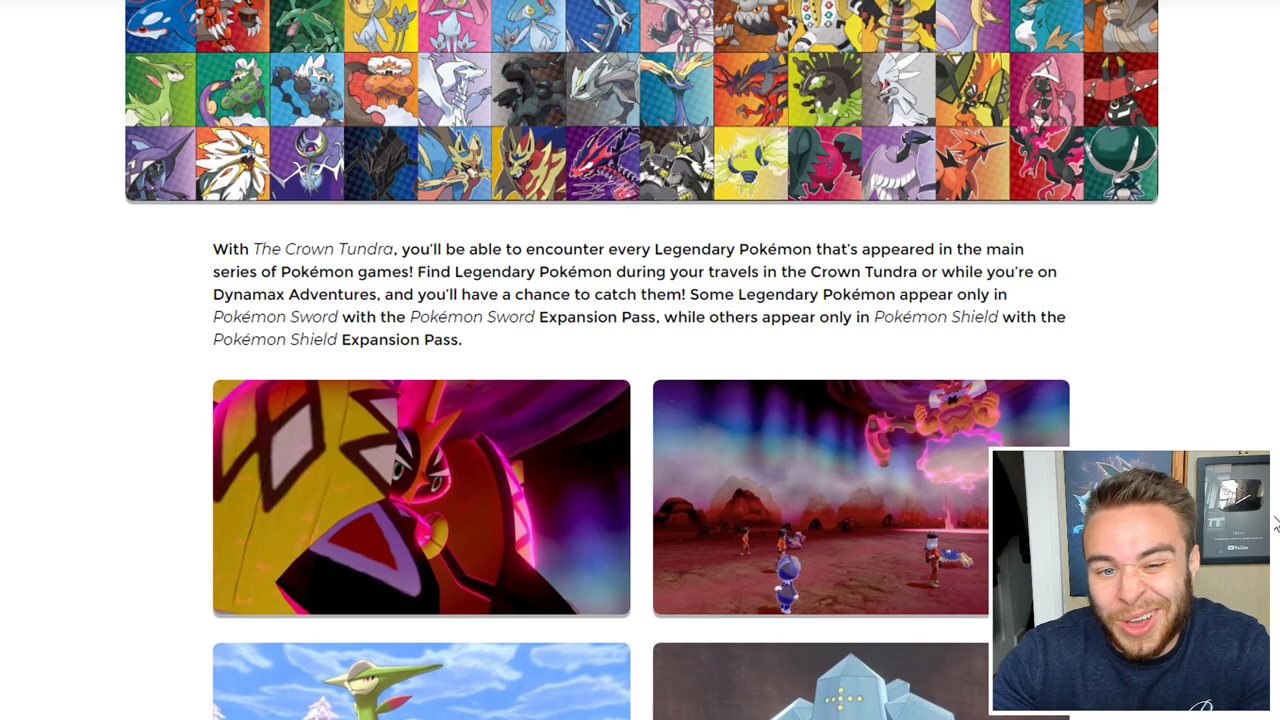 With The Crown Tundra, you’ll be able to encounter every Legendary Pokémon that’s appeared in the main
series of Pokémon games! Find Legendary Pokémon during your travels in the Crown Tundra or while you’re on
Dynamax Adventures, and you’ll have a chance to catch them! Some Legendary Pokémon appear only in
Pokémon Sword with the Pokémon Sword Expansion Pass, while others appear only in Pokémon Shield with the
Pokémon Shield Expansion Pass.
YouTube